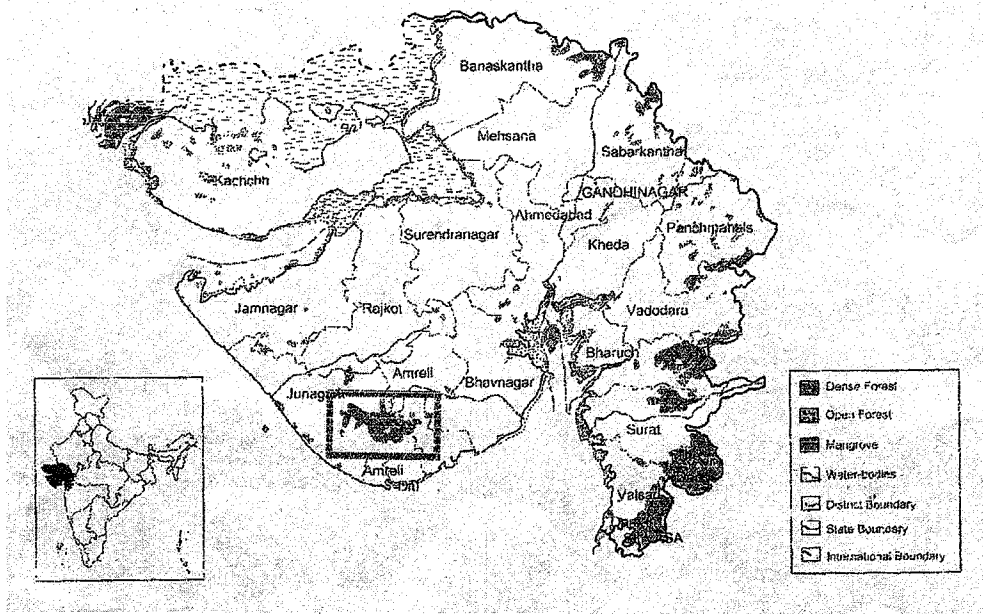 Banaskantha
Mehsana
Sabarkantha
Kachchh
GANDHINAGAR
Ahmedabad
Panchmahals
Surendranagar
Kheda
Jamnagar
Rajkot
Vadodara
Bharuch
Amreli
Bhavnagar
Surat
Amreli
Valsad
Dense Forest
Open Forest
Mangrove
Water-bodies
District Boundary
State Boundary
International Boundary